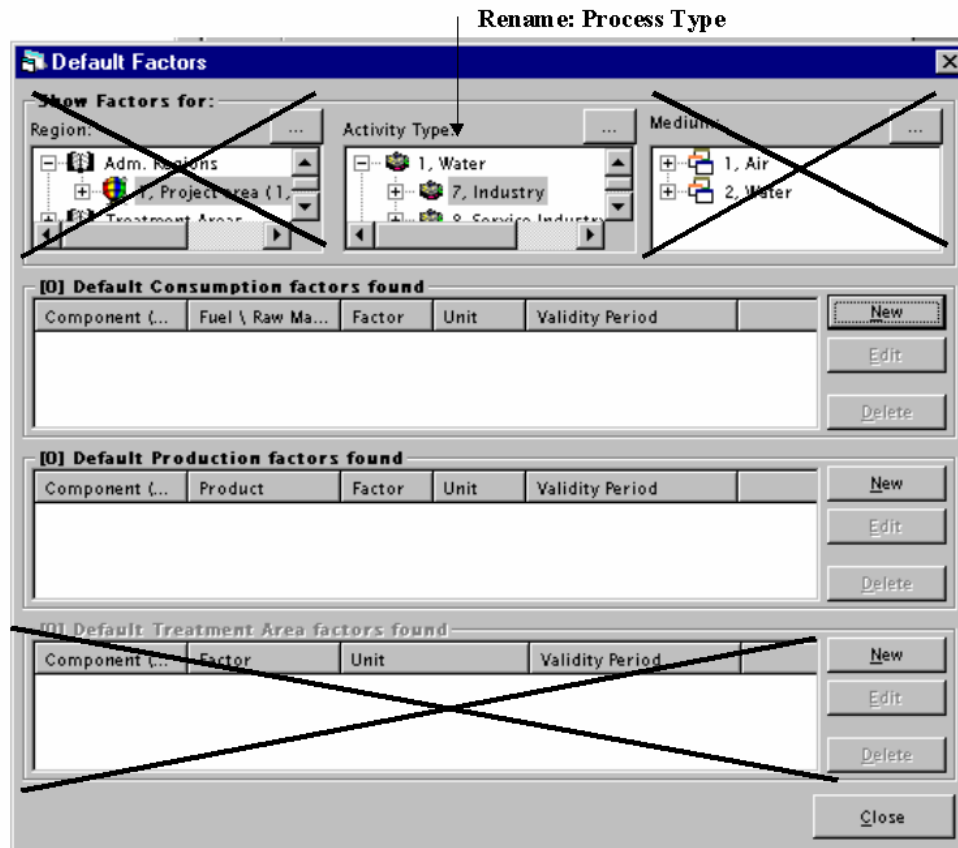 Rename: Process Type
Default Factors
Show Factors for:
Region: ...
Adm. Regions
1, Project area (1,
Treatment Areas
Activity Type: ...
1, Water
7, Industry
8, Service Industry
Medium: ...
1, Air
2, Water
[0] Default Consumption factors found
Component (... Fuel \ Raw Ma... Factor Unit Validity Period
New
Edit
Delete
[0] Default Production factors found
Component (... Product Factor Unit Validity Period
New
Edit
Delete
[0] Default Treatment Area factors found
Component (... Factor Unit Validity Period
New
Edit
Delete
Close